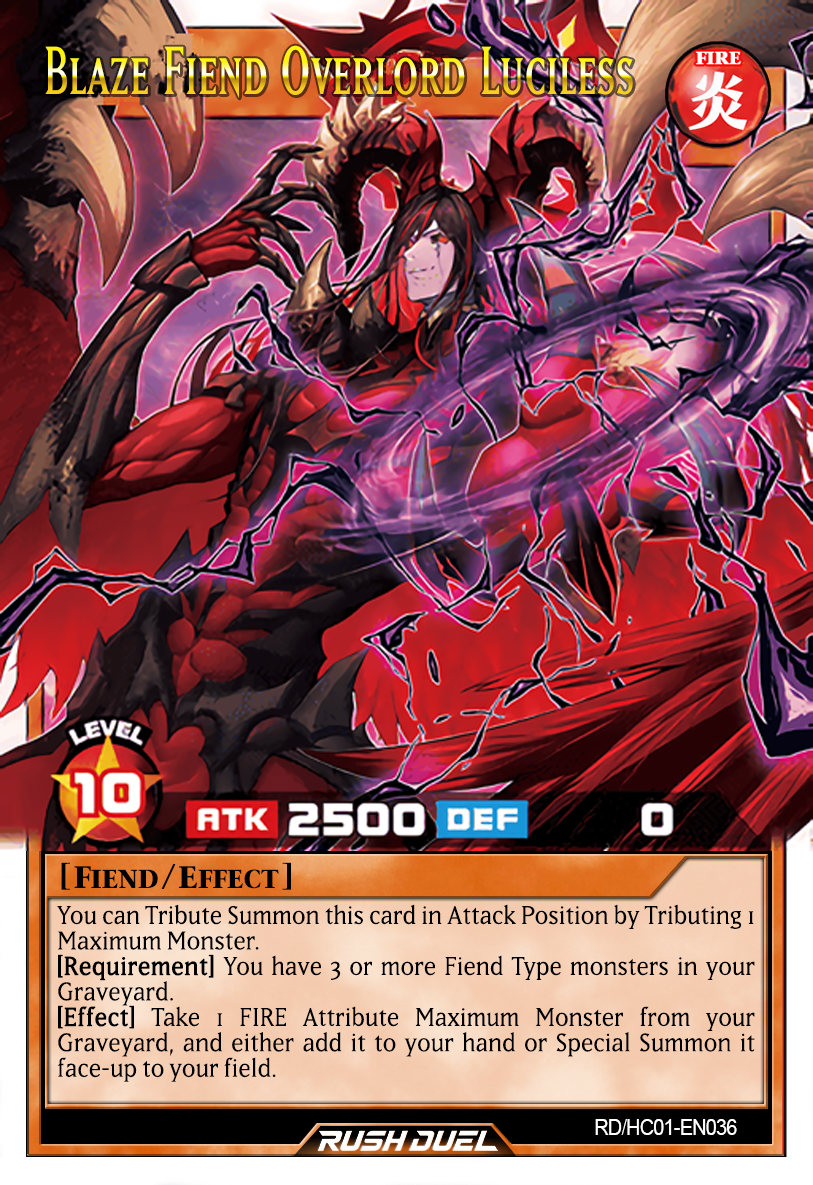 Blaze Fiend Overlord Luciless
FIRE
炎
LEVEL
10
ATK 2500 DEF 0
[Fiend/Effect]
You can Tribute Summon this card in Attack Position by Tributing 1
Maximum Monster.
[Requirement] You have 3 or more Fiend Type monsters in your
Graveyard.
[Effect] Take 1 FIRE Attribute Maximum Monster from your
Graveyard, and either add it to your hand or Special Summon it
face-up to your field.
RD/HC01-EN036
RUSH DUEL